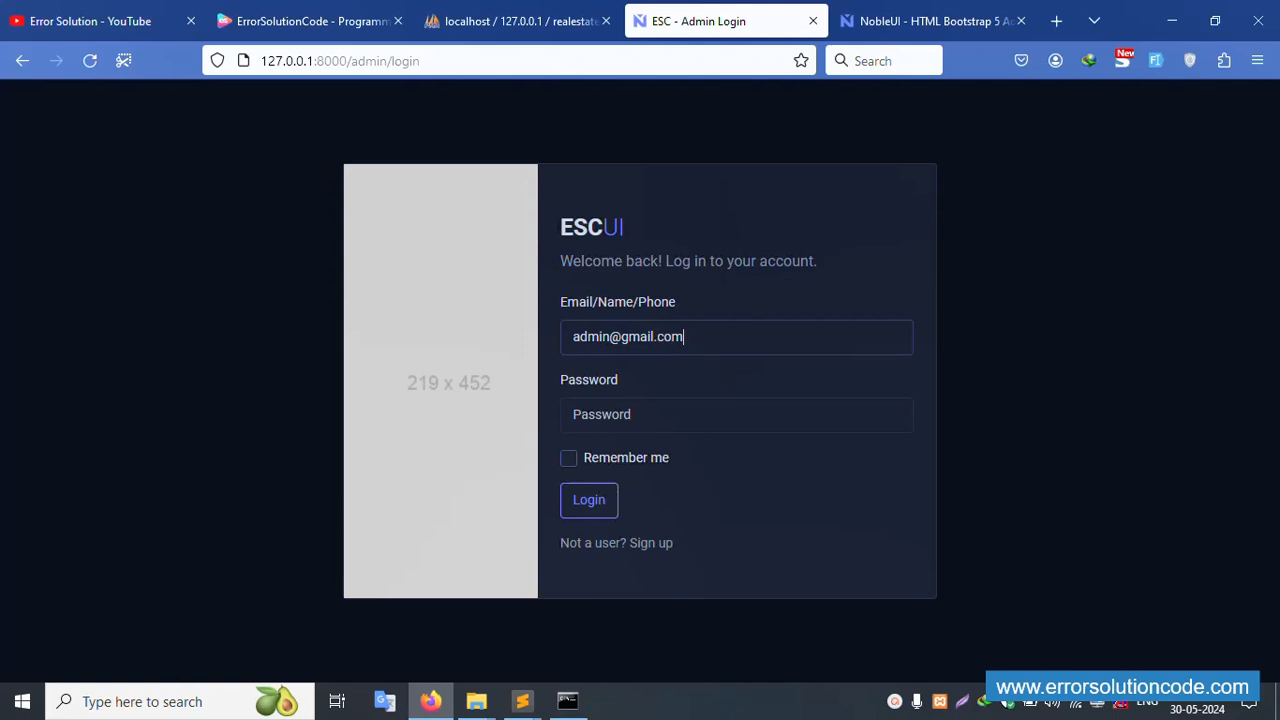 Error Solution - YouTube
ErrorSolutionCode - Programm
localhost / 127.0.0.1 / realestate
ESC - Admin Login
NobleUI - HTML Bootstrap 5 Ad
127.0.0.1:8000/admin/login
Search
New
ESCUI
Welcome back! Log in to your account.
Email/Name/Phone
admin@gmail.com
219 x 452
Password
Password
Remember me
Login
Not a user? Sign up
www.errorsolutioncode.com
Type here to search
ENG
30-05-2024